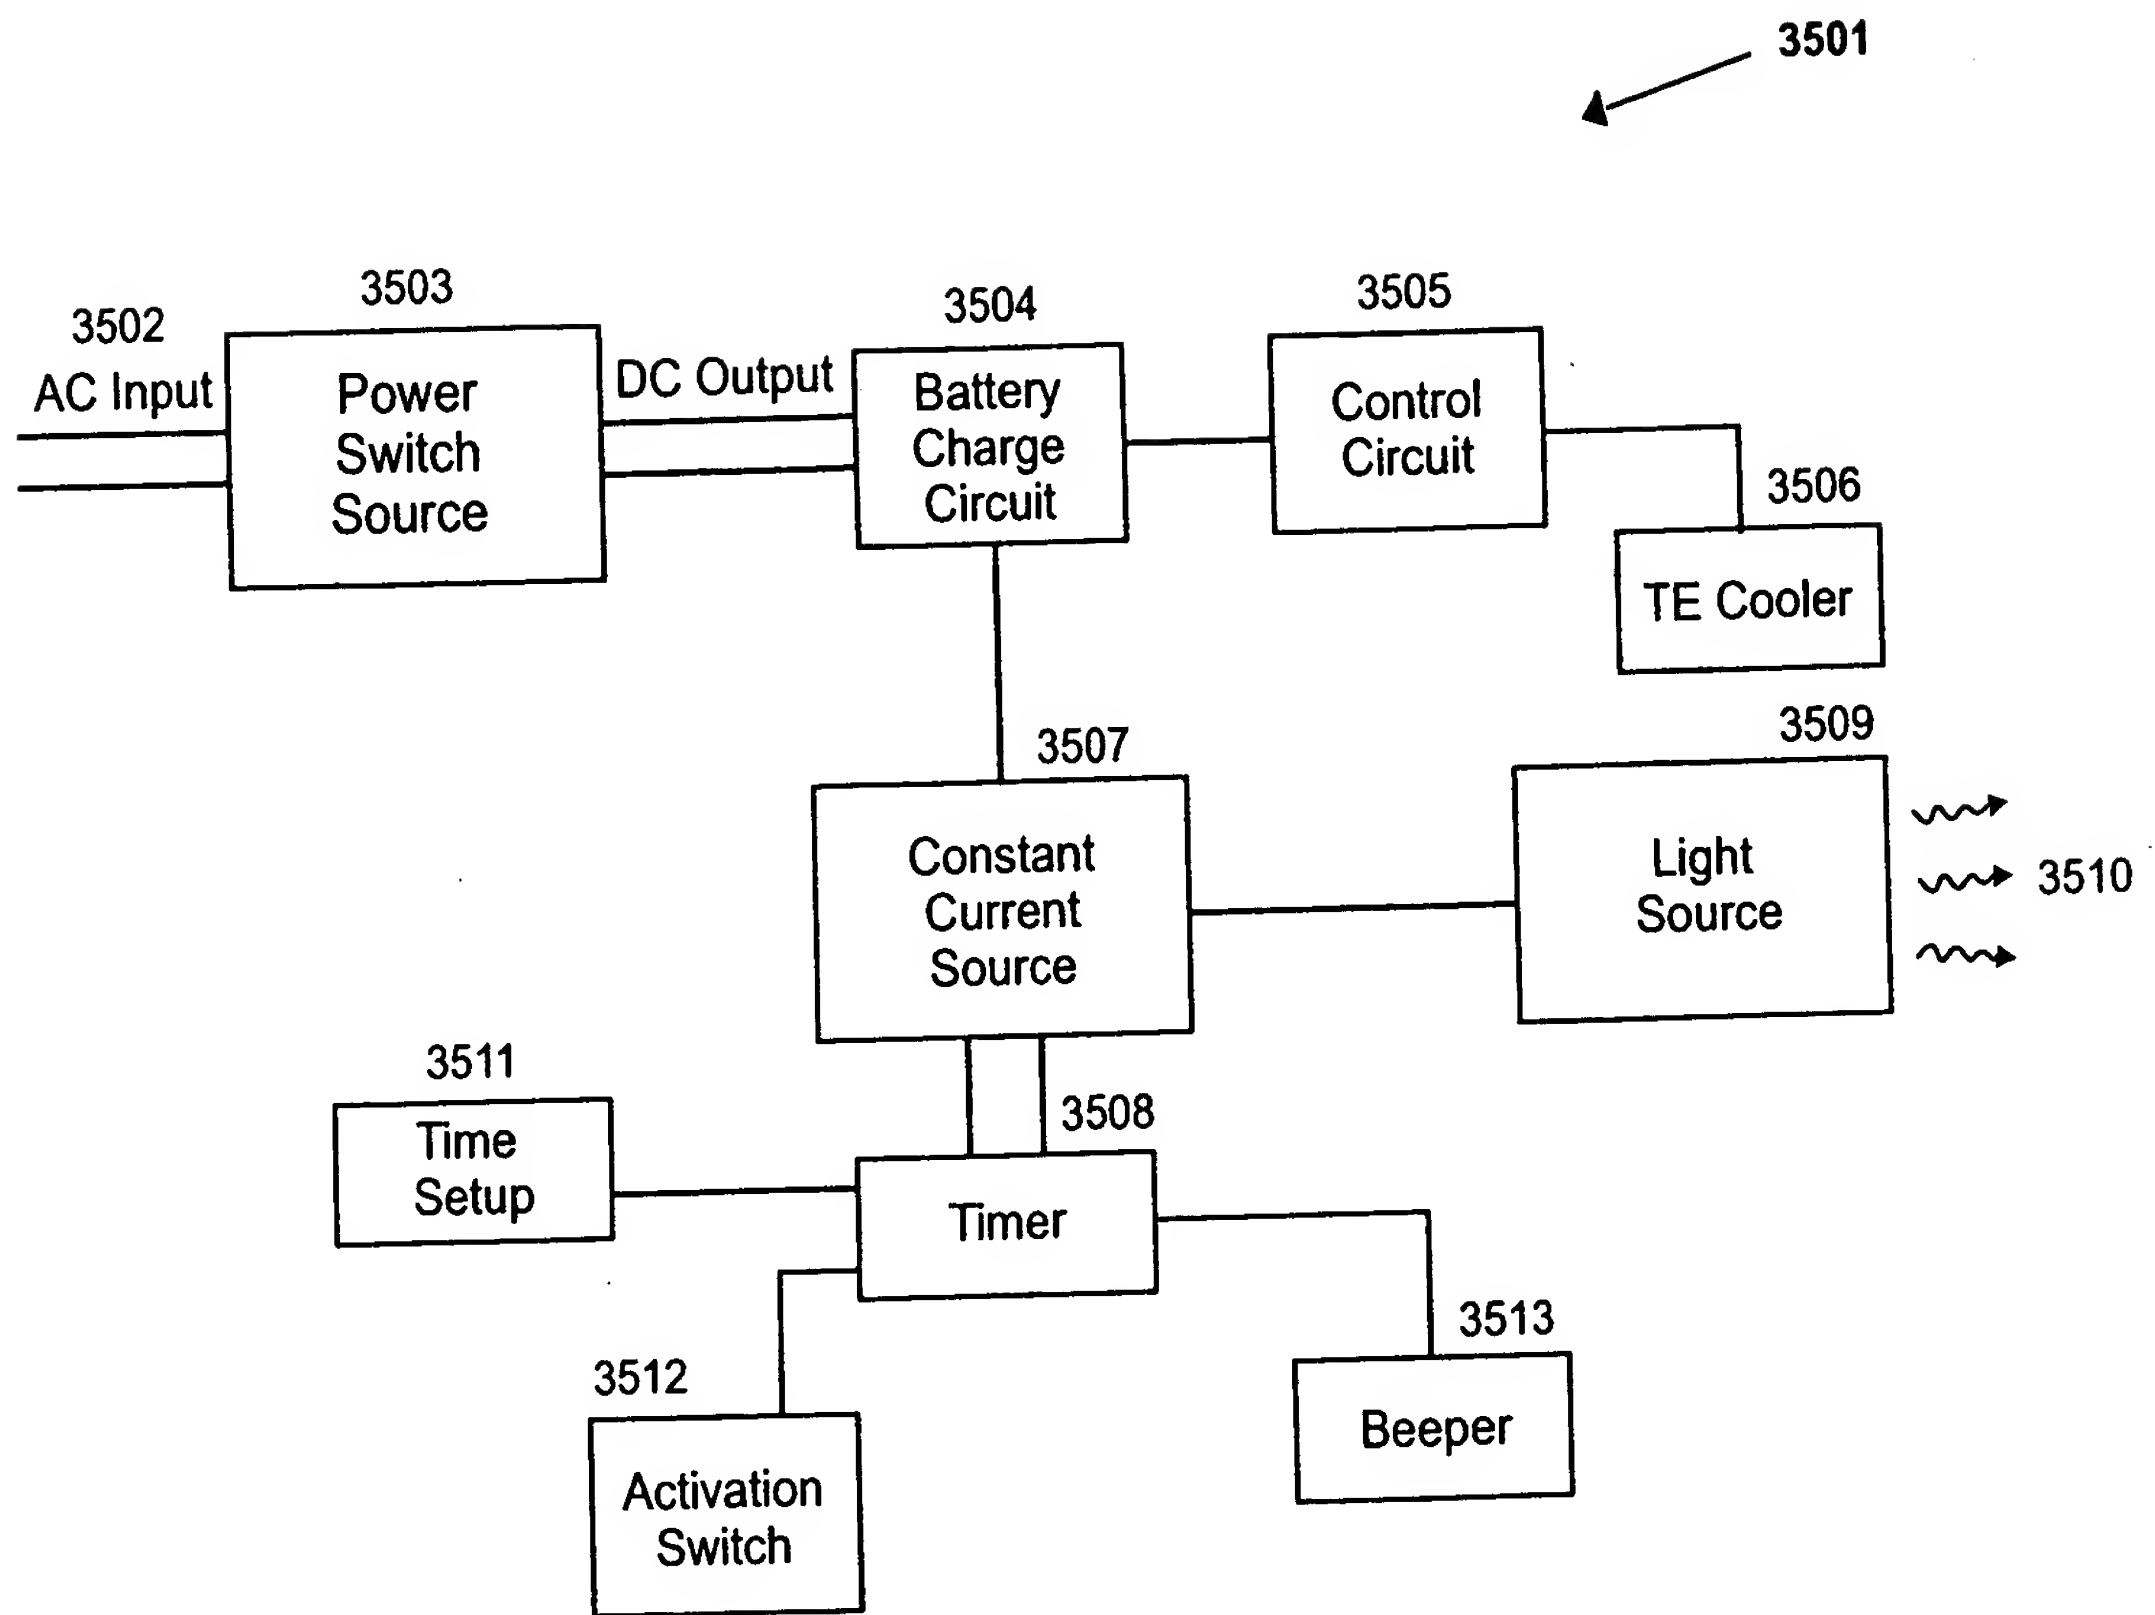 3501
3503
3502
3504
3505
AC Input
Power
Switch
Source
DC Output
Battery
Charge
Circuit
Control
Circuit
3506
TE Cooler
3507
3509
Constant
Current
Source
Light
Source
3510
3511
Time
Setup
3508
Timer
3512
3513
Activation
Switch
Beeper